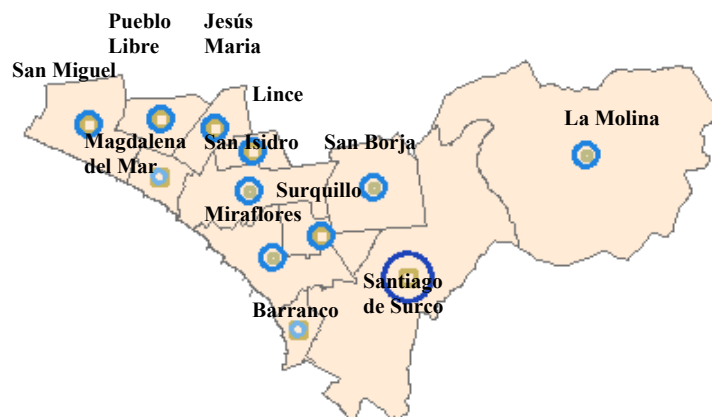 Pueblo
Libre
Jesús
Maria
San Miguel
Lince
La Molina
Magdalena
del Mar
San Isidro
San Borja
Surquillo
Miraflores
Santiago
de Surco
Barranco